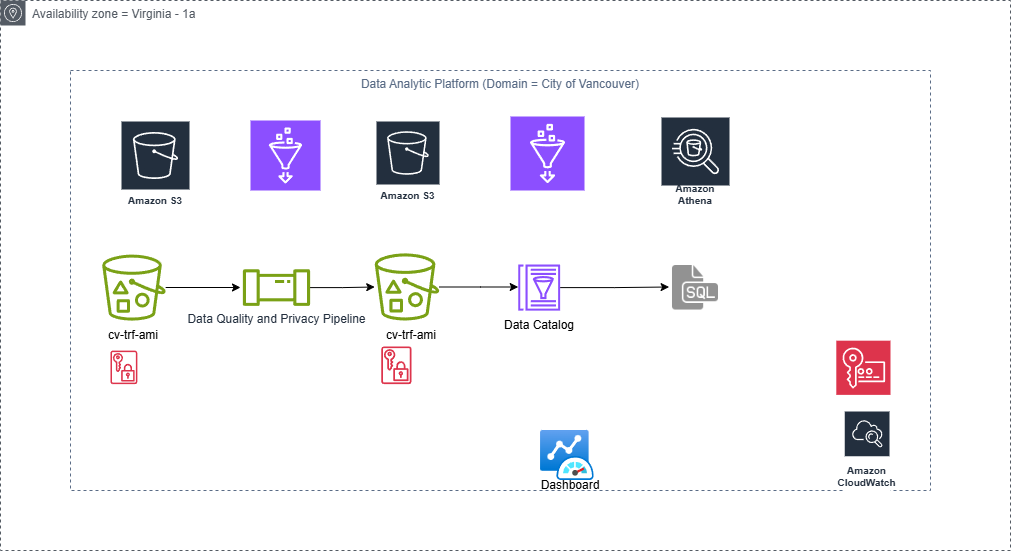 Availability zone = Virginia - 1a
Data Analytic Platform (Domain = City of Vancouver)
Amazon S3
Amazon S3
Amazon
Athena
SQL
cv-trf-ami
Data Quality and Privacy Pipeline
cv-trf-ami
Data Catalog
Dashboard
Amazon
CloudWatch